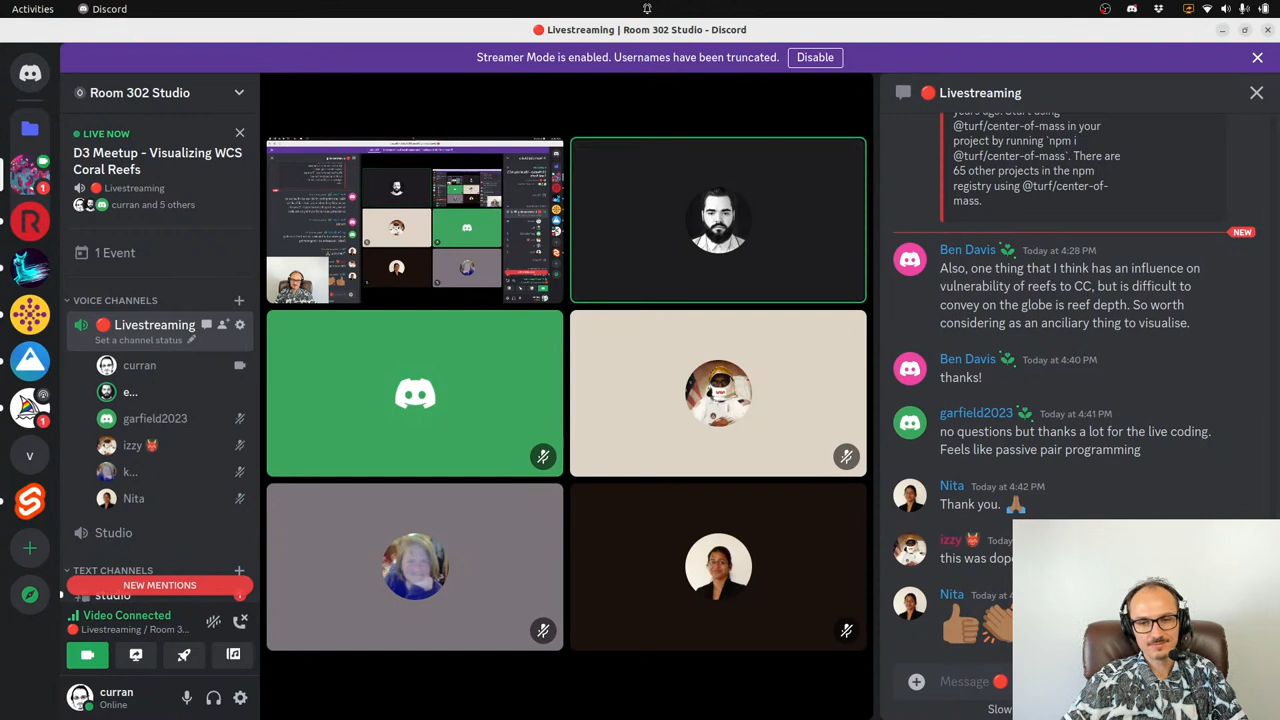 Activities
Discord
🔴 Livestreaming | Room 302 Studio - Discord
Streamer Mode is enabled. Usernames have been truncated.
Disable
Room 302 Studio
LIVE NOW
D3 Meetup - Visualizing WCS
Coral Reefs
🔴 Livestreaming
curran and 5 others
1 Event
VOICE CHANNELS
🔴 Livestreaming
Set a channel status
curran
e...
garfield2023
izzy 👹
k...
Nita
Studio
TEXT CHANNELS
NEW MENTIONS
studio
Video Connected
🔴 Livestreaming / Room 3...
curran
Online
1
1
v
🔴 Livestreaming
years ago. Start using
@turf/center-of-mass in your
project by running `npm i
@turf/center-of-mass`. There are
65 other projects in the npm
registry using @turf/center-of-
mass.
NEW
Ben Davis Today at 4:28 PM
Also, one thing that I think has an influence on
vulnerability of reefs to CC, but is difficult to
convey on the globe is reef depth. So worth
considering as an anciliary thing to visualise.
Ben Davis Today at 4:40 PM
thanks!
garfield2023 Today at 4:41 PM
no questions but thanks a lot for the live coding.
Feels like passive pair programming
Nita Today at 4:42 PM
Thank you. 🙏🏽
izzy 👹 Today
this was dope
Nita Today at 4
Message 🔴
Slow